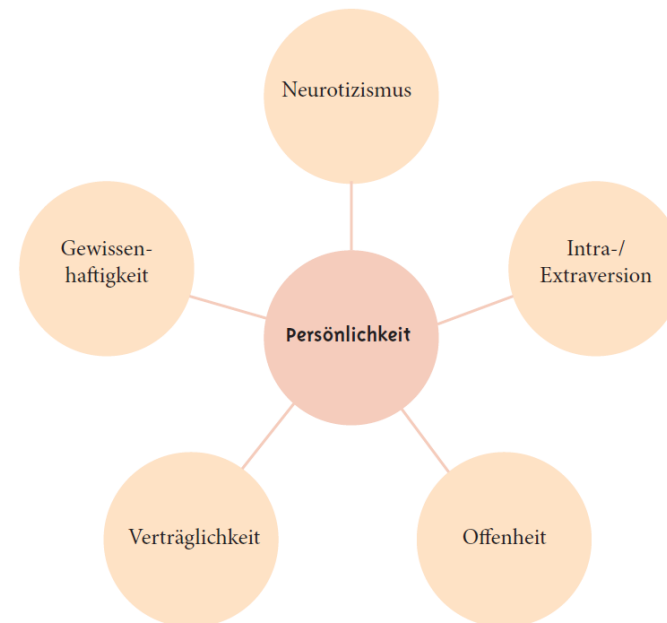 Neurotizismus
Gewissen-
haftigkeit
Intra-/
Extraversion
Persönlichkeit
Verträglichkeit
Offenheit